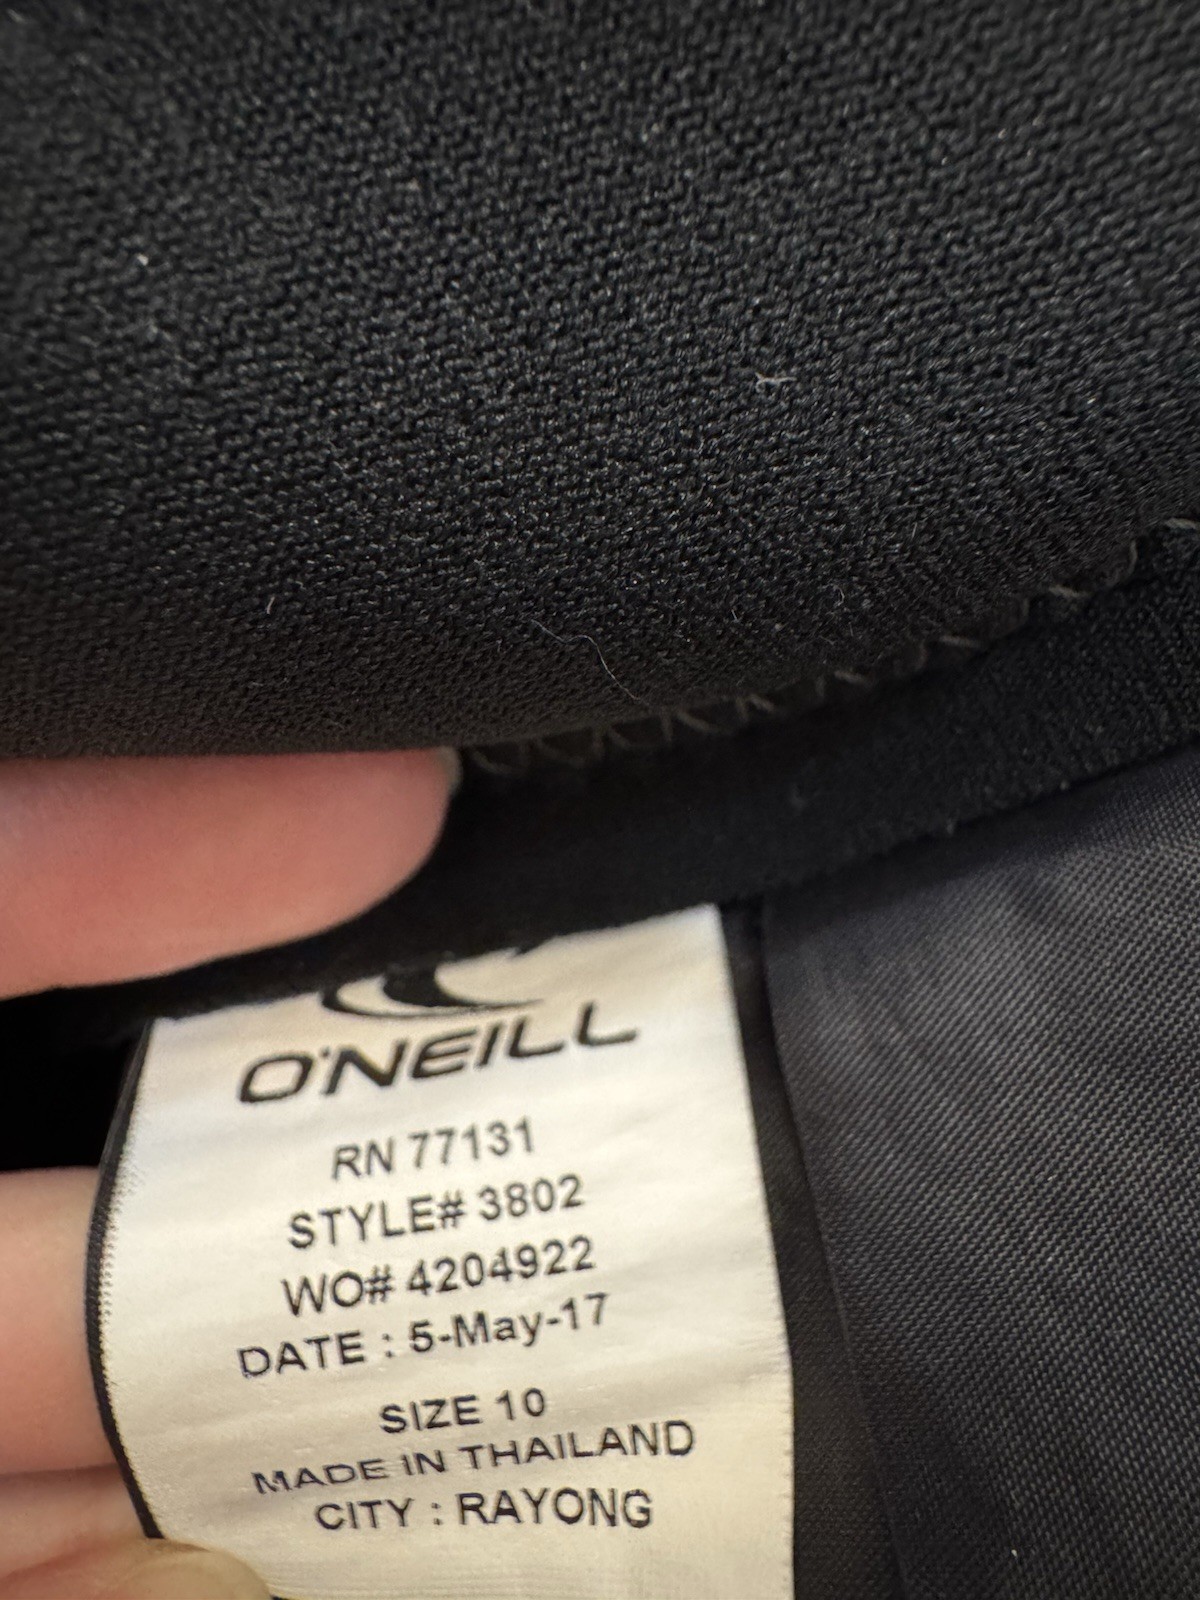 O'NEILL
RN 77131
STYLE# 3802
WO# 4204922
DATE : 5-May-17
SIZE 10
MADE IN THAILAND
CITY : RAYONG